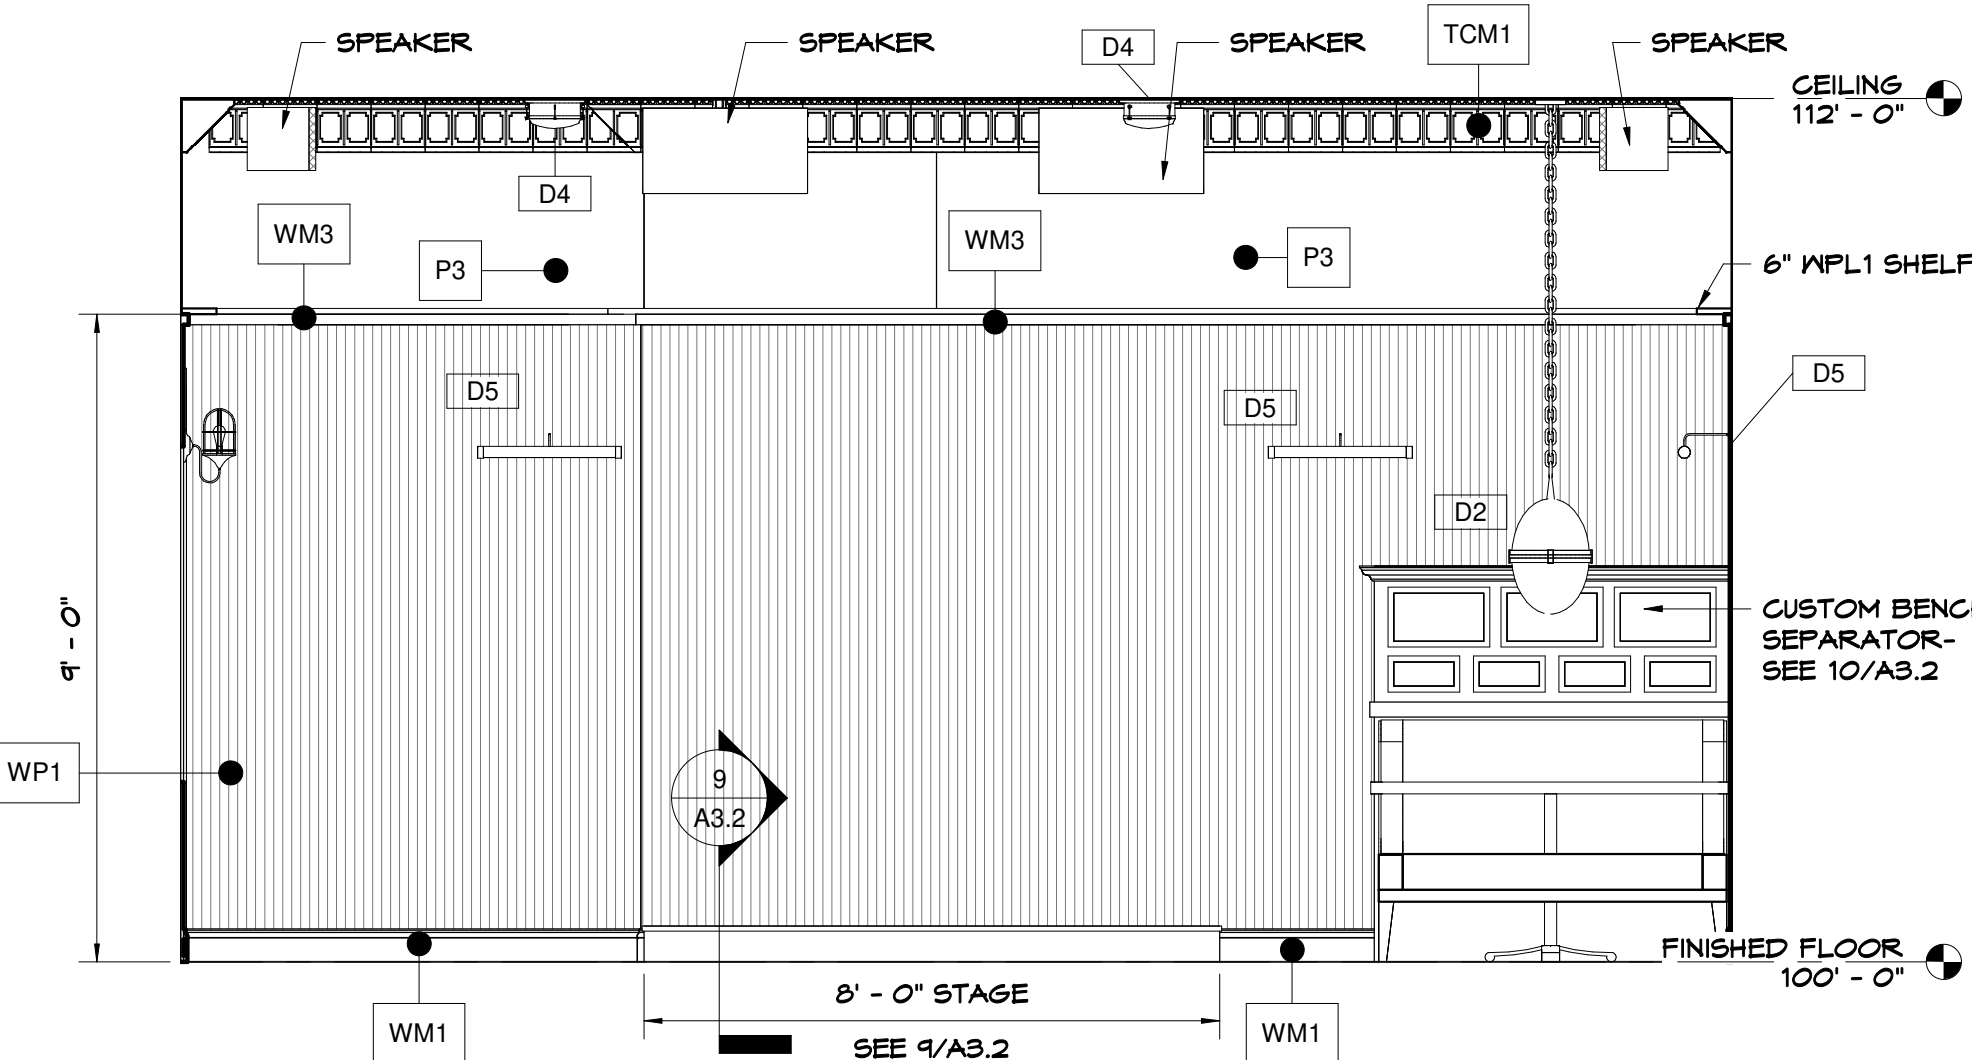 SPEAKER
SPEAKER
D4
SPEAKER
TCM1
SPEAKER
CEILING
112' - 0"
D4
WM3
P3
WM3
P3
6" WPL1 SHELF
D5
D5
D5
D2
9' - 0"
CUSTOM BENCH
SEPARATOR-
SEE 10/A3.2
WP1
9
A3.2
FINISHED FLOOR
100' - 0"
8' - 0" STAGE
WM1
WM1
SEE 9/A3.2